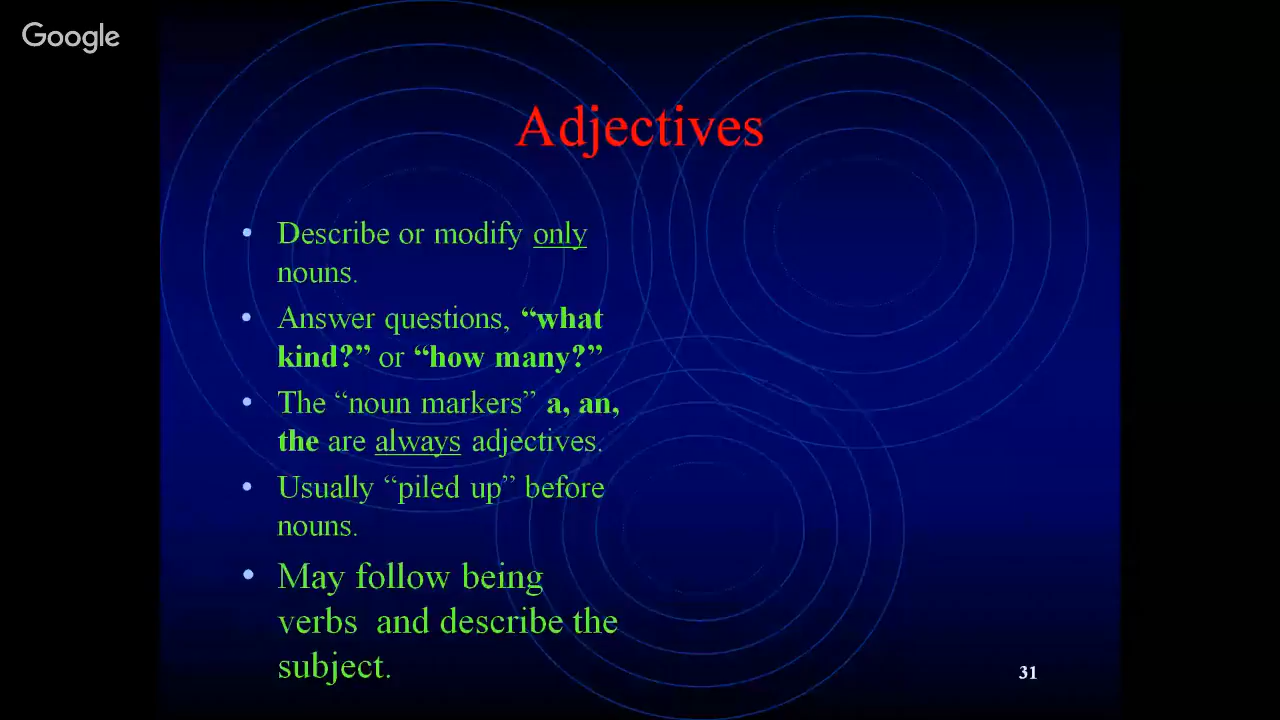 Google
Adjectives
• Describe or modify only
nouns.
• Answer questions, “what
kind?” or “how many?”
• The “noun markers” a, an,
the are always adjectives.
• Usually “piled up” before
nouns.
• May follow being
verbs  and describe the
subject.
31